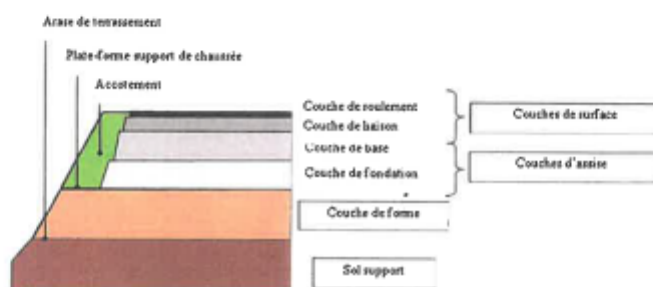 Arase de terrassement
Plate-forme support de chaussée
Accotement
Couche de roulement
Couche de liaison
Couches de surface
Couche de base
Couche de fondation
Couches d'assise
Couche de forme
Sol support